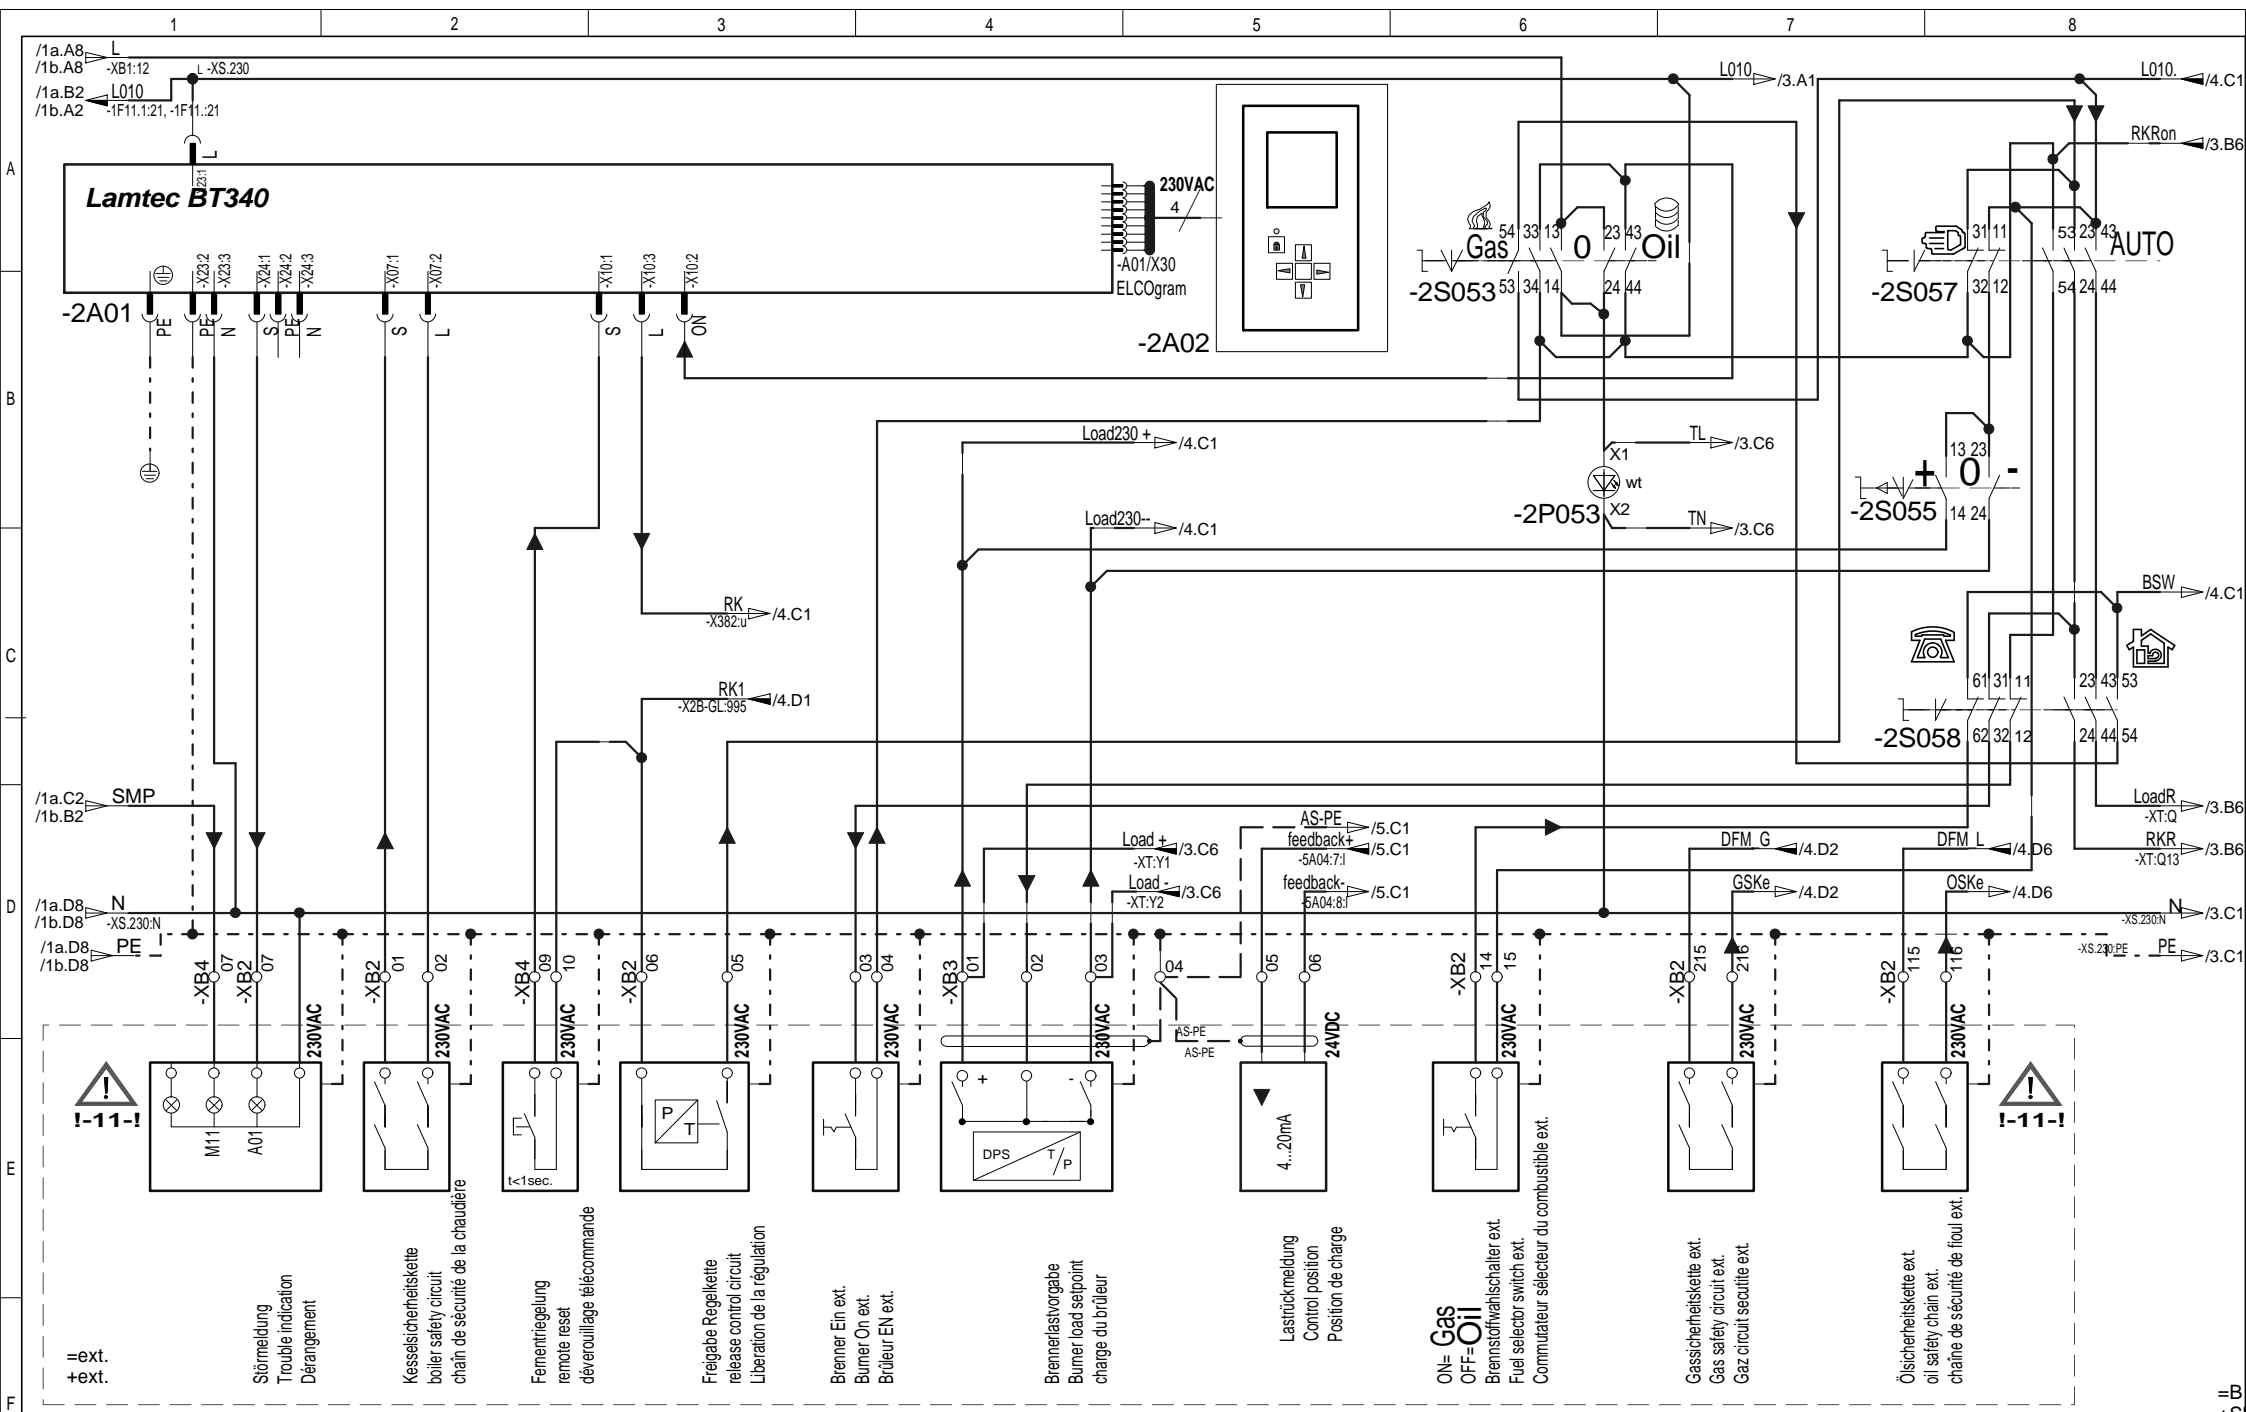 1 2 3 4 5 6 7 8
A
B
C
D
E
F
/1a.A8
/1b.A8
L
-XB1:12
L -XS.230
/1a.B2
/1b.A2
L010
-1F11.1:21, -1F11.:21
L010 /3.A1
L010. /4.C1
RKRon /3.B6
L
Lamtec BT340
-X23:2
-X23:3
-X24:1
-X24:2
-X24:3
-X07:1
-X07:2
-X10:1
-X10:3
-X10:2
-2A01
PE
PE
N
S
PE
N
S
L
S
L
ON
230VAC
4
-A01/X30
ELCOgram
-2A02
54 33 13 23 43
Gas 0 Oil
-2S053
53 34 14 24 44
31 11 53 23 43
AUTO
-2S057
32 12 54 24 44
Load230 + /4.C1
Load230-- /4.C1
TL /3.C6
X1
wt
-2P053
X2
TN /3.C6
13 23
+ 0 -
-2S055
14 24
RK /4.C1
-X382:u
RK1 /4.D1
-X2B-GL:995
BSW /4.C1
61 31 11 23 43 53
-2S058
62 32 12 24 44 54
/1a.C2
/1b.B2
SMP
LoadR /3.B6
-XT:Q
RKR /3.B6
-XT:Q13
AS-PE /5.C1
Load + /3.C6
-XT:Y1
feedback+ /5.C1
-5A04:7:I
Load - /3.C6
-XT:Y2
feedback- /5.C1
-5A04:8:I
DFM_G /4.D2
GSKe /4.D2
DFM_L /4.D6
OSKe /4.D6
/1a.D8
/1b.D8
N
-XS.230:N
-XS.230:N
N /3.C1
/1a.D8
/1b.D8
PE
-XS.230:PE
PE /3.C1
-XB4 07
-XB2 07
-XB2 01 02
-XB4 09 10
-XB2 06 05
03 04
-XB3 01 02 03 04
05 06
-XB2 14 15
-XB2 215 216
-XB2 115 116
230VAC
230VAC
230VAC
230VAC
230VAC
230VAC
24VDC
230VAC
230VAC
230VAC
AS-PE
AS-PE
!
!-11-!
M11
A01
t<1sec.
P
T
+ -
DPS
T/P
4...20mA
!
!-11-!
Störmeldung
Trouble indication
Dérangement
Kesselsicherheitskette
boiler safety circuit
chaîn de sècurité de la chaudière
Fernentriegelung
remote reset
déverouillage télécommande
Freigabe Regelkette
release control circuit
Liberation de la régulation
Brenner Ein ext.
Burner On ext.
Brûleur EN ext.
Brennerlastvorgabe
Burner load setpoint
charge du brûleur
Lastrückmeldung
Control position
Position de charge
ON= Gas
OFF=Oil
Brennstoffwahlschalter ext.
Fuel selector switch ext.
Commutateur sélecteur du combustible ext.
Gassicherheitskette ext.
Gas safety circuit ext.
Gaz circuit secutite ext.
Ölsicherheitskette ext.
oil safety chain ext.
chaîne de sécurité de fioul ext.
=ext.
+ext.
=B